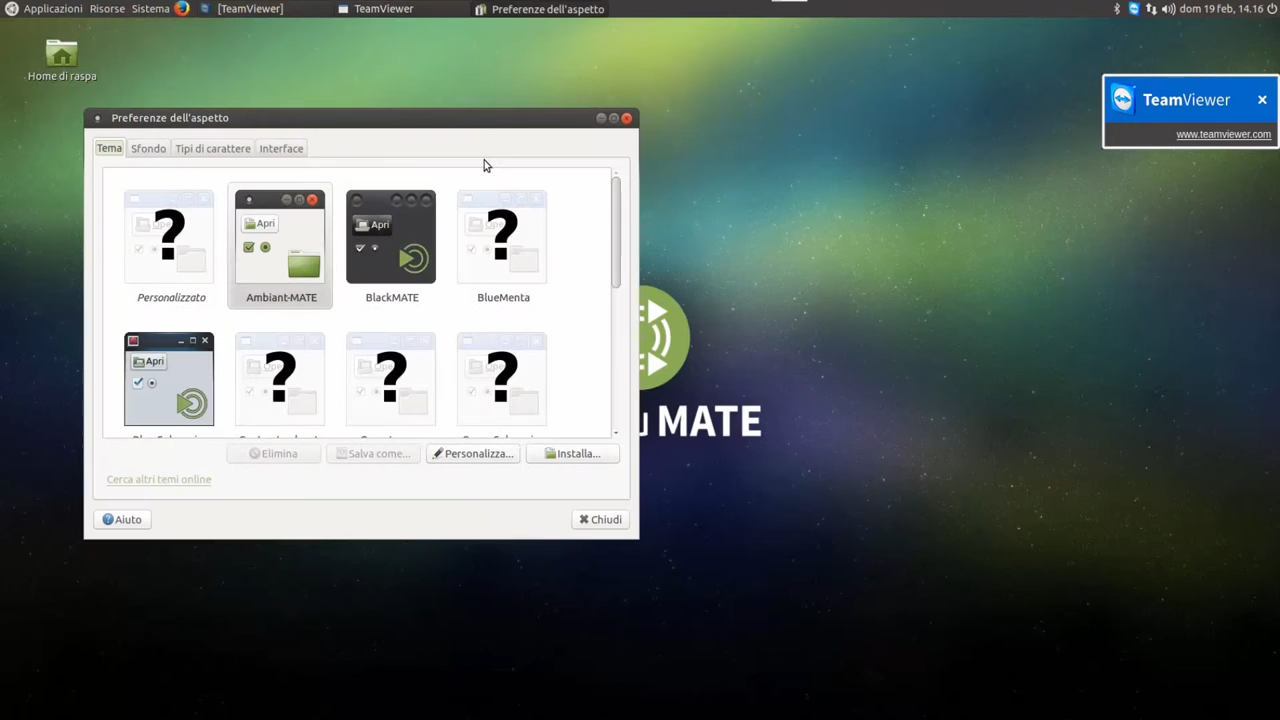 Applicazioni Risorse Sistema [TeamViewer] TeamViewer Preferenze dell'aspetto dom 19 feb, 14.16
Home di raspa
TeamViewer
www.teamviewer.com
Preferenze dell'aspetto
Tema Sfondo Tipi di carattere Interface
Apri Apri
Personalizzato Ambiant-MATE BlackMATE BlueMenta
Apri
MATE
Elimina Salva come... Personalizza... Installa...
Cerca altri temi online
Aiuto Chiudi